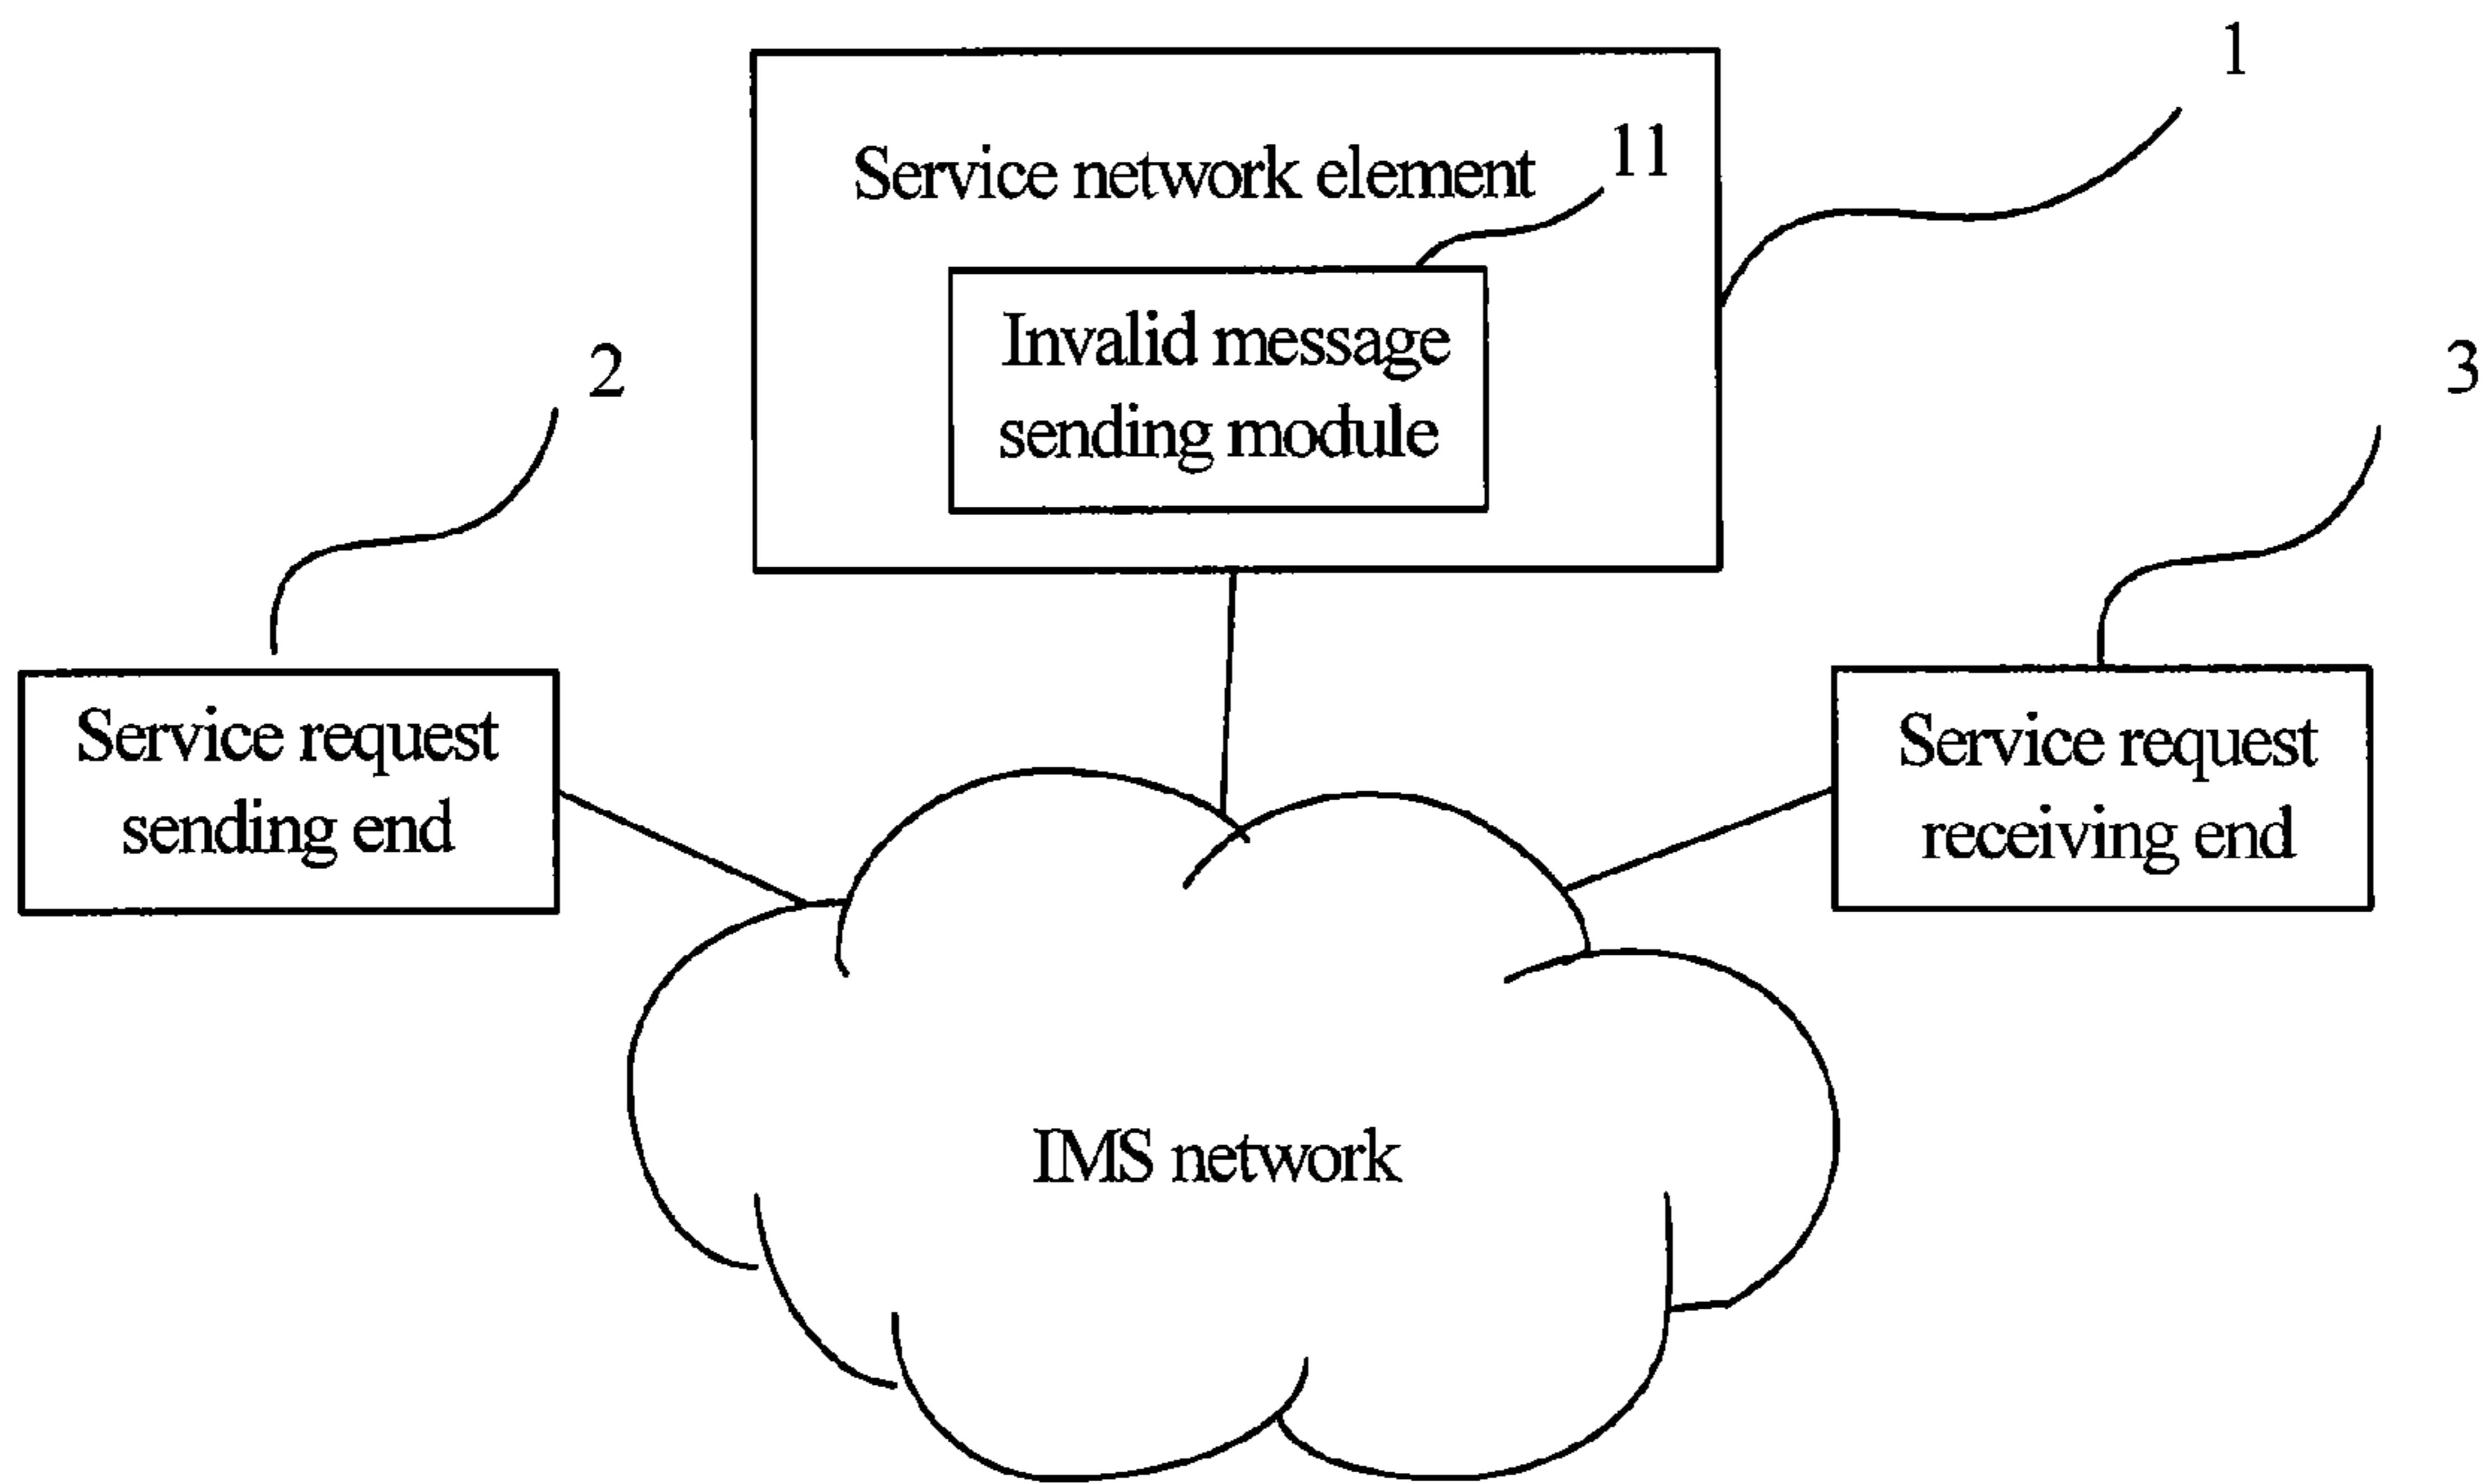 1
Service network element
11
Invalid message
sending module
2
3
Service request
sending end
Service request
receiving end
IMS network